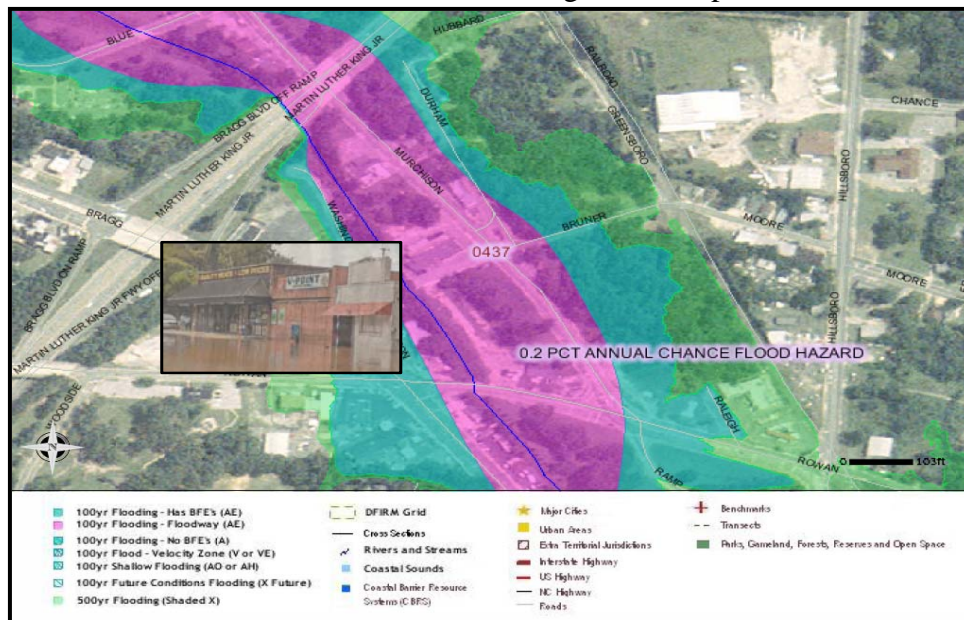 BLUE
HUBBARD
BRAGG BLVD OFF RAMP
MARTIN LUTHER KING JR
MARTIN LUTHER KING JR
DURHAM
RAILROAD
GREENSBORO
CHANCE
HILLSBORO
MURCHISON
BRAGG
BRUNER
MOORE
MOORE
0437
V-POINT
BRAGG BLVD ON RAMP
MARTIN LUTHER KING JR FWY OFF
HILLSBORO
0.2 PCT ANNUAL CHANCE FLOOD HAZARD
WOODSIDE
RALEIGH
ROWAN
RAMP
N
0 103ft
100yr Flooding - Has BFE's (AE)
100yr Flooding - Floodway (AE)
100yr Flooding - No BFE's (A)
100yr Flood - Velocity Zone (V or VE)
100yr Shallow Flooding (AO or AH)
100yr Future Conditions Flooding (X Future)
500yr Flooding (Shaded X)
DFIRM Grid
Cross Sections
Rivers and Streams
Coastal Sounds
Coastal Barrier Resource
Systems (CBRS)
Major Cities
Urban Areas
Extra Territorial Jurisdictions
Interstate Highway
US Highway
NC Highway
Roads
Benchmarks
Transects
Parks, Gameland, Forests, Reserves and Open Space